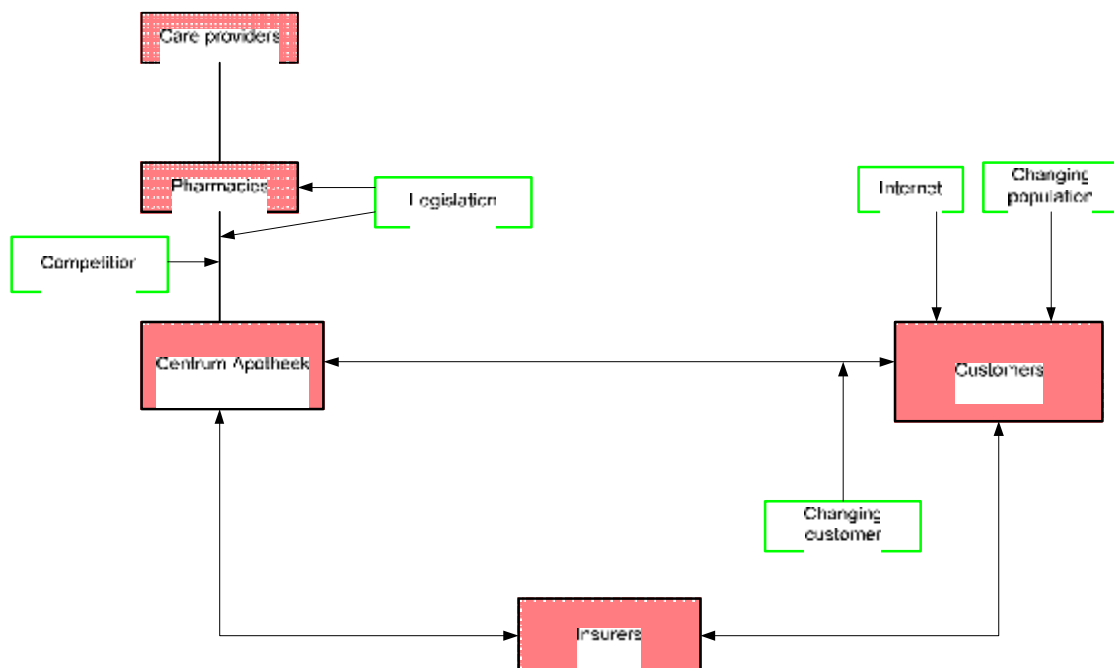 Care providers
Pharmacies
Legislation
Internet
Changing
population
Competition
Centrum Apotheek
Customers
Changing
customer
Insurers